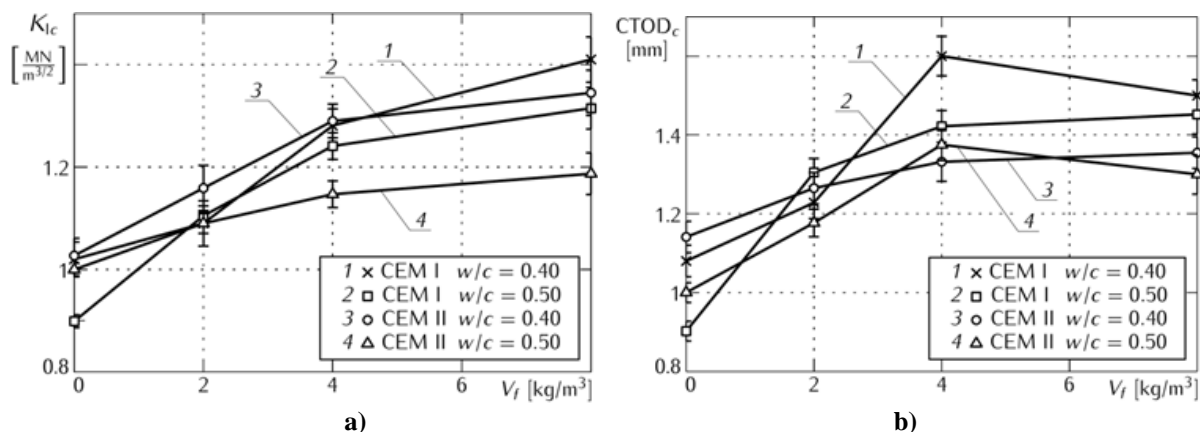 K_Ic
[MN/m^3/2]
1.2
1
0.8
0
2
4
6
V_f [kg/m³]
1
2
3
4
1 × CEM I w/c = 0.40
2 □ CEM I w/c = 0.50
3 ○ CEM II w/c = 0.40
4 △ CEM II w/c = 0.50
a)
CTOD_c
[mm]
1.4
1.2
1
0.8
0
2
4
6
V_f [kg/m³]
1
2
3
4
1 × CEM I w/c = 0.40
2 □ CEM I w/c = 0.50
3 ○ CEM II w/c = 0.40
4 △ CEM II w/c = 0.50
b)